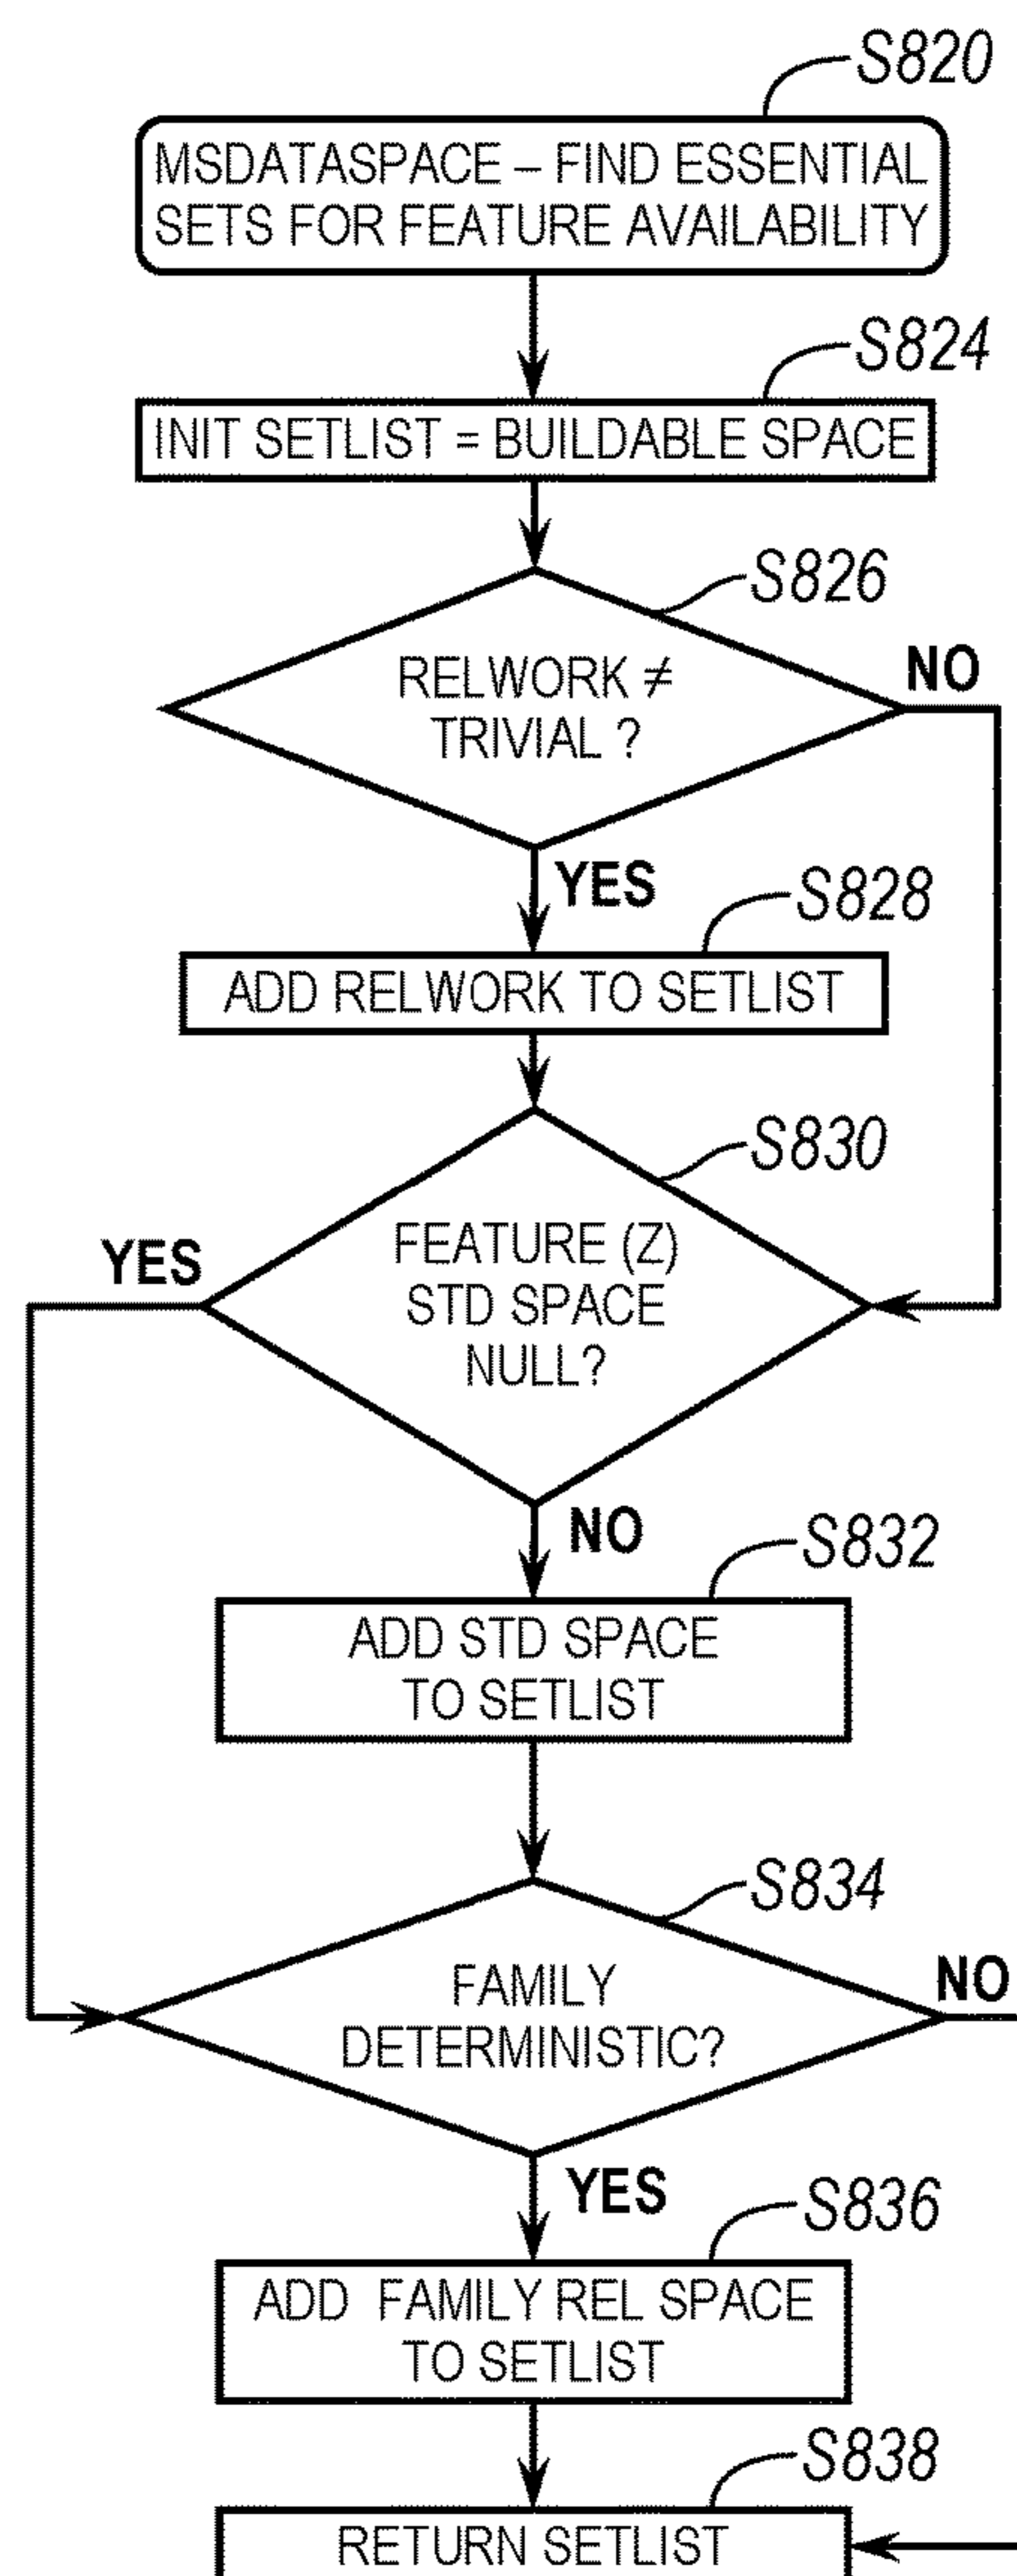 S820
MSDATASPACE – FIND ESSENTIAL
SETS FOR FEATURE AVAILABILITY
S824
INIT SETLIST = BUILDABLE SPACE
S826
RELWORK ≠
TRIVIAL ?
NO
YES
S828
ADD RELWORK TO SETLIST
S830
FEATURE (Z)
STD SPACE
NULL?
YES
NO
S832
ADD STD SPACE
TO SETLIST
S834
FAMILY
DETERMINISTIC?
NO
YES
S836
ADD FAMILY REL SPACE
TO SETLIST
S838
RETURN SETLIST